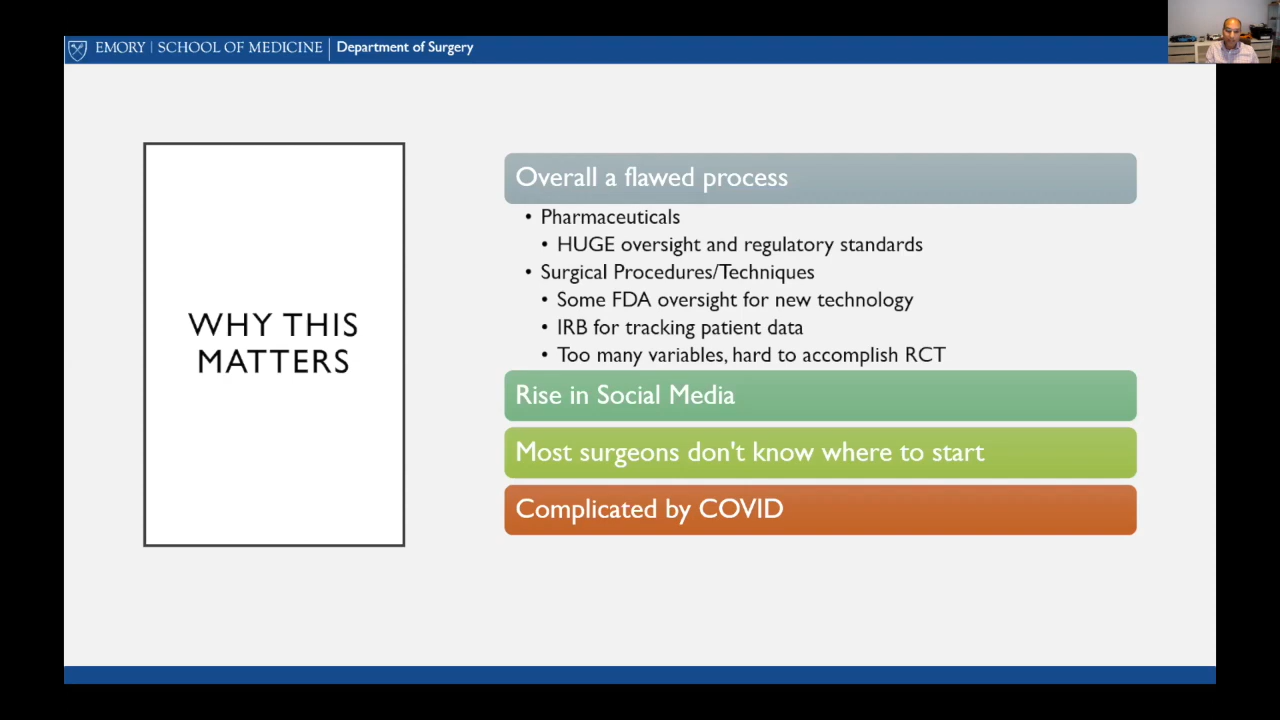 EMORY | SCHOOL OF MEDICINE | Department of Surgery
WHY THIS
MATTERS
Overall a flawed process
• Pharmaceuticals
• HUGE oversight and regulatory standards
• Surgical Procedures/Techniques
• Some FDA oversight for new technology
• IRB for tracking patient data
• Too many variables, hard to accomplish RCT
Rise in Social Media
Most surgeons don't know where to start
Complicated by COVID